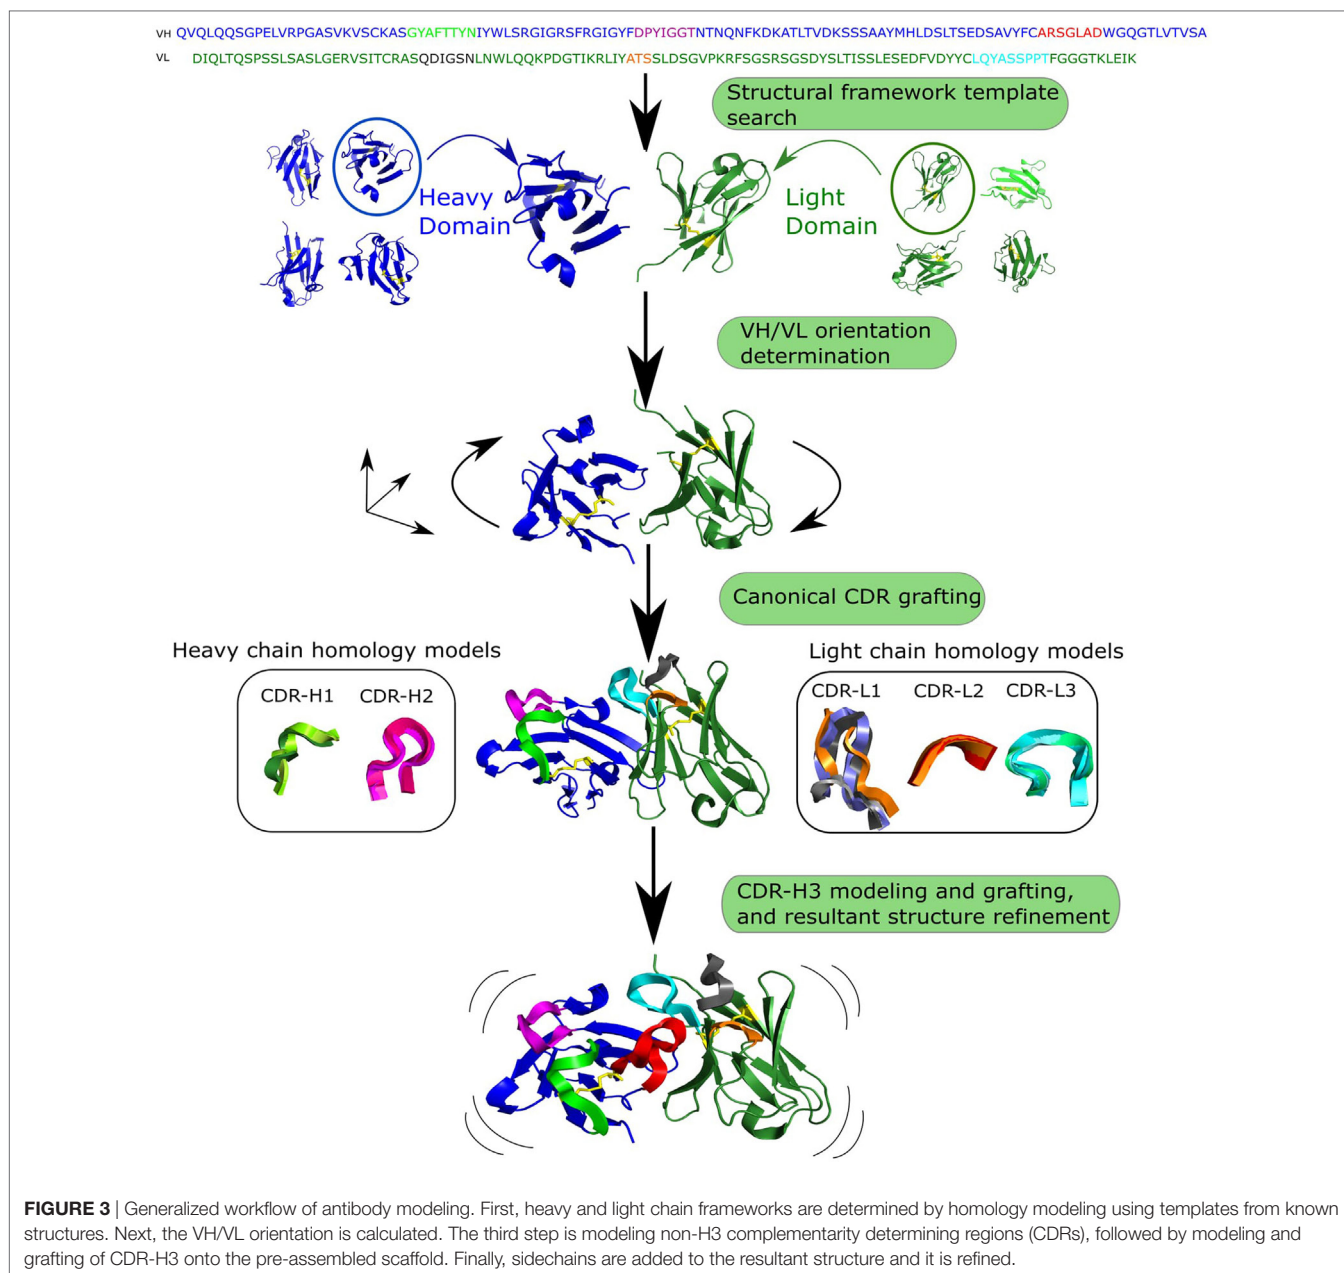 VH QVQLQQSGPELVRPGASVKVSCKASGYAFTTYNIYWLSRGIGRSFRGIGYFDPYIGGTNTNQNFKDKATLTVDKSSSAAYMHLDSLTSEDSAVYFCARSGLADWGQGTLVTVSA
VL DIQLTQSPSSLSASLGERVSITCRASQDIGSNLNWLQQKPDGTIKRLIYATSSLDSGVPKRFSGSRSGSDYSLTISSLESEDFVDYYCLQYASSPPTFGGGTKLEIK
Structural framework template
search
Heavy
Domain
Light
Domain
VH/VL orientation
determination
Canonical CDR grafting
Heavy chain homology models
Light chain homology models
CDR-H1 CDR-H2
CDR-L1 CDR-L2 CDR-L3
CDR-H3 modeling and grafting,
and resultant structure refinement
FIGURE 3 | Generalized workflow of antibody modeling. First, heavy and light chain frameworks are determined by homology modeling using templates from known
structures. Next, the VH/VL orientation is calculated. The third step is modeling non-H3 complementarity determining regions (CDRs), followed by modeling and
grafting of CDR-H3 onto the pre-assembled scaffold. Finally, sidechains are added to the resultant structure and it is refined.